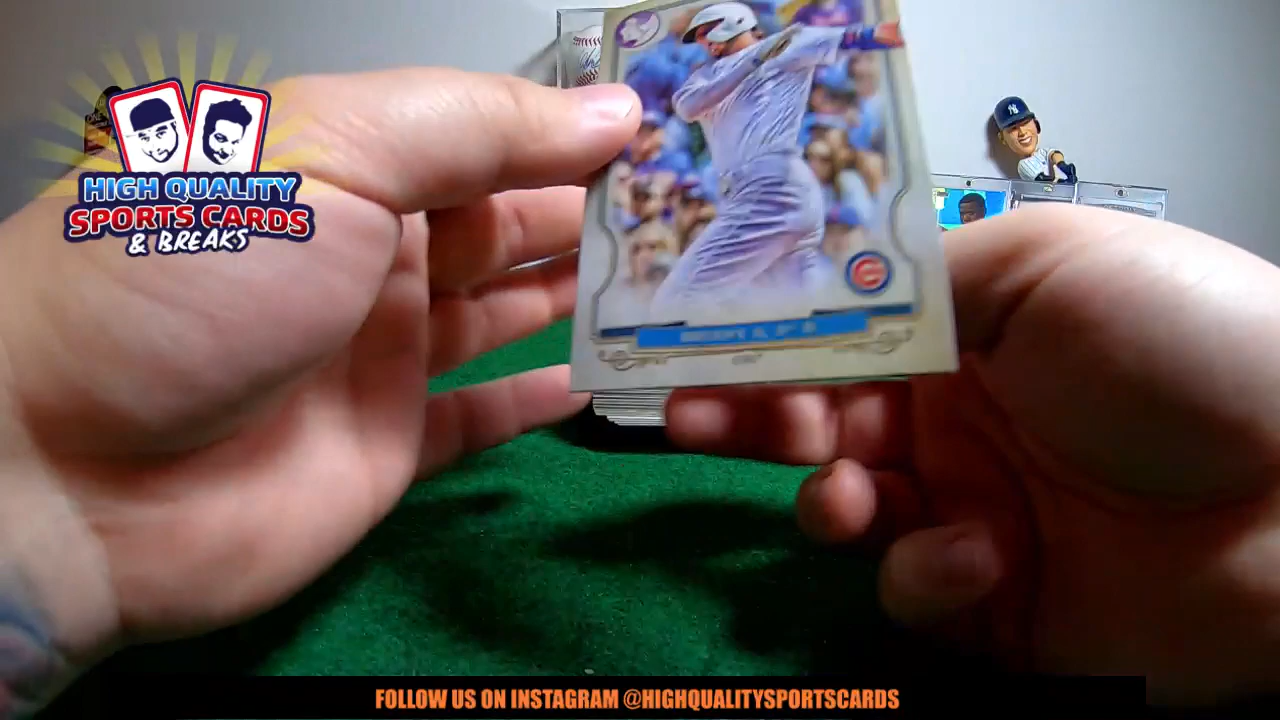 HIGH QUALITY
SPORTS CARDS
& BREAKS
FOLLOW US ON INSTAGRAM @HIGHQUALITYSPORTSCARDS